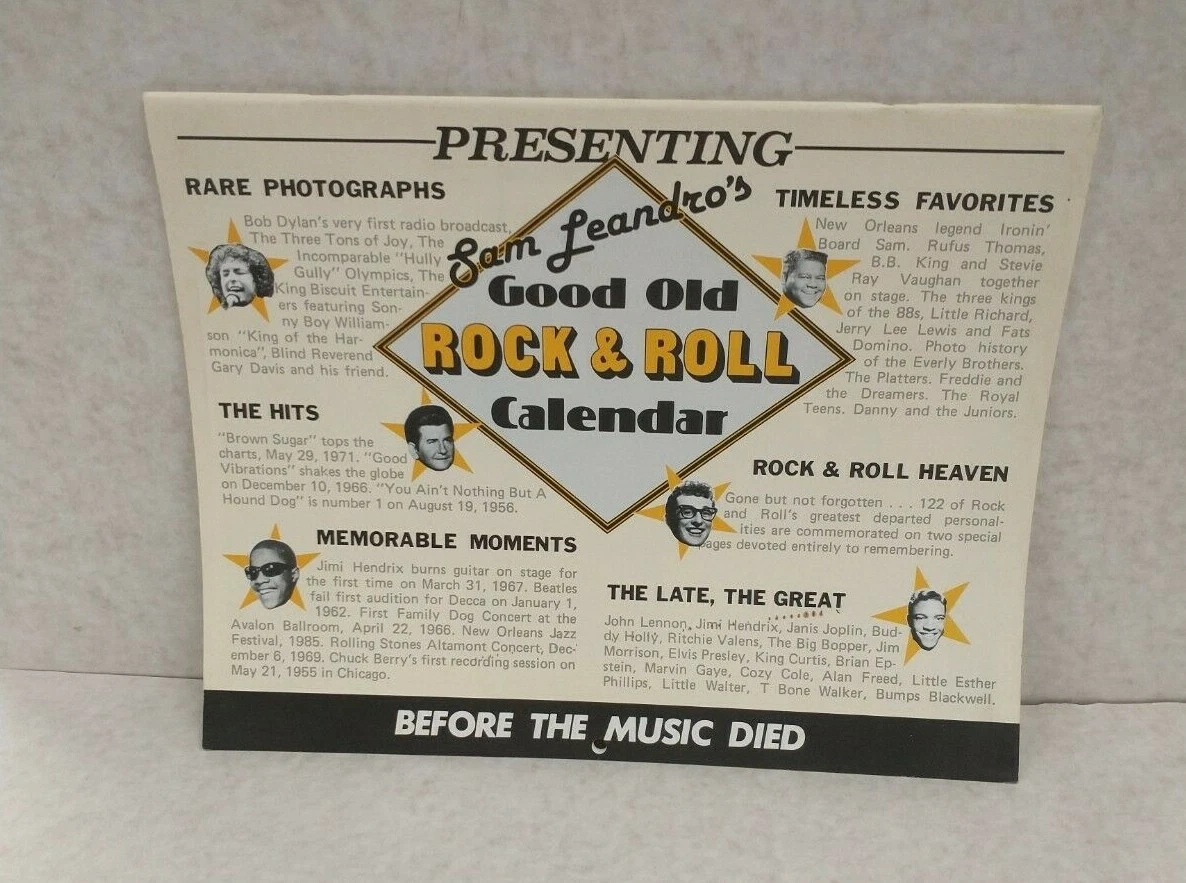 PRESENTING
Sam Leandro's
Good Old
ROCK & ROLL
Calendar
RARE PHOTOGRAPHS
Bob Dylan's very first radio broadcast,
The Three Tons of Joy, The
Incomparable "Hully
Gully" Olympics, The
King Biscuit Entertain-
ers featuring Son-
ny Boy William-
son "King of the Har-
monica", Blind Reverend
Gary Davis and his friend.
THE HITS
"Brown Sugar" tops the
charts, May 29, 1971. "Good
Vibrations" shakes the globe
on December 10, 1966. "You Ain't Nothing But A
Hound Dog" is number 1 on August 19, 1956.
MEMORABLE MOMENTS
Jimi Hendrix burns guitar on stage for
the first time on March 31, 1967. Beatles
fail first audition for Decca on January 1,
1962. First Family Dog Concert at the
Avalon Ballroom, April 22, 1966. New Orleans Jazz
Festival, 1985. Rolling Stones Altamont Concert, Dec-
ember 6, 1969. Chuck Berry's first recording session on
May 21, 1955 in Chicago.
TIMELESS FAVORITES
New Orleans legend Ironin'
Board Sam. Rufus Thomas,
B.B. King and Stevie
Ray Vaughan together
on stage. The three kings
of the 88s, Little Richard,
Jerry Lee Lewis and Fats
Domino. Photo history
of the Everly Brothers.
The Platters. Freddie and
the Dreamers. The Royal
Teens. Danny and the Juniors.
ROCK & ROLL HEAVEN
Gone but not forgotten . . . 122 of Rock
and Roll's greatest departed personal-
ities are commemorated on two special
pages devoted entirely to remembering.
THE LATE, THE GREAT
John Lennon, Jimi Hendrix, Janis Joplin, Bud-
dy Holly, Ritchie Valens, The Big Bopper, Jim
Morrison, Elvis Presley, King Curtis, Brian Ep-
stein, Marvin Gaye, Cozy Cole, Alan Freed, Little Esther
Phillips, Little Walter, T Bone Walker, Bumps Blackwell.
BEFORE THE MUSIC DIED